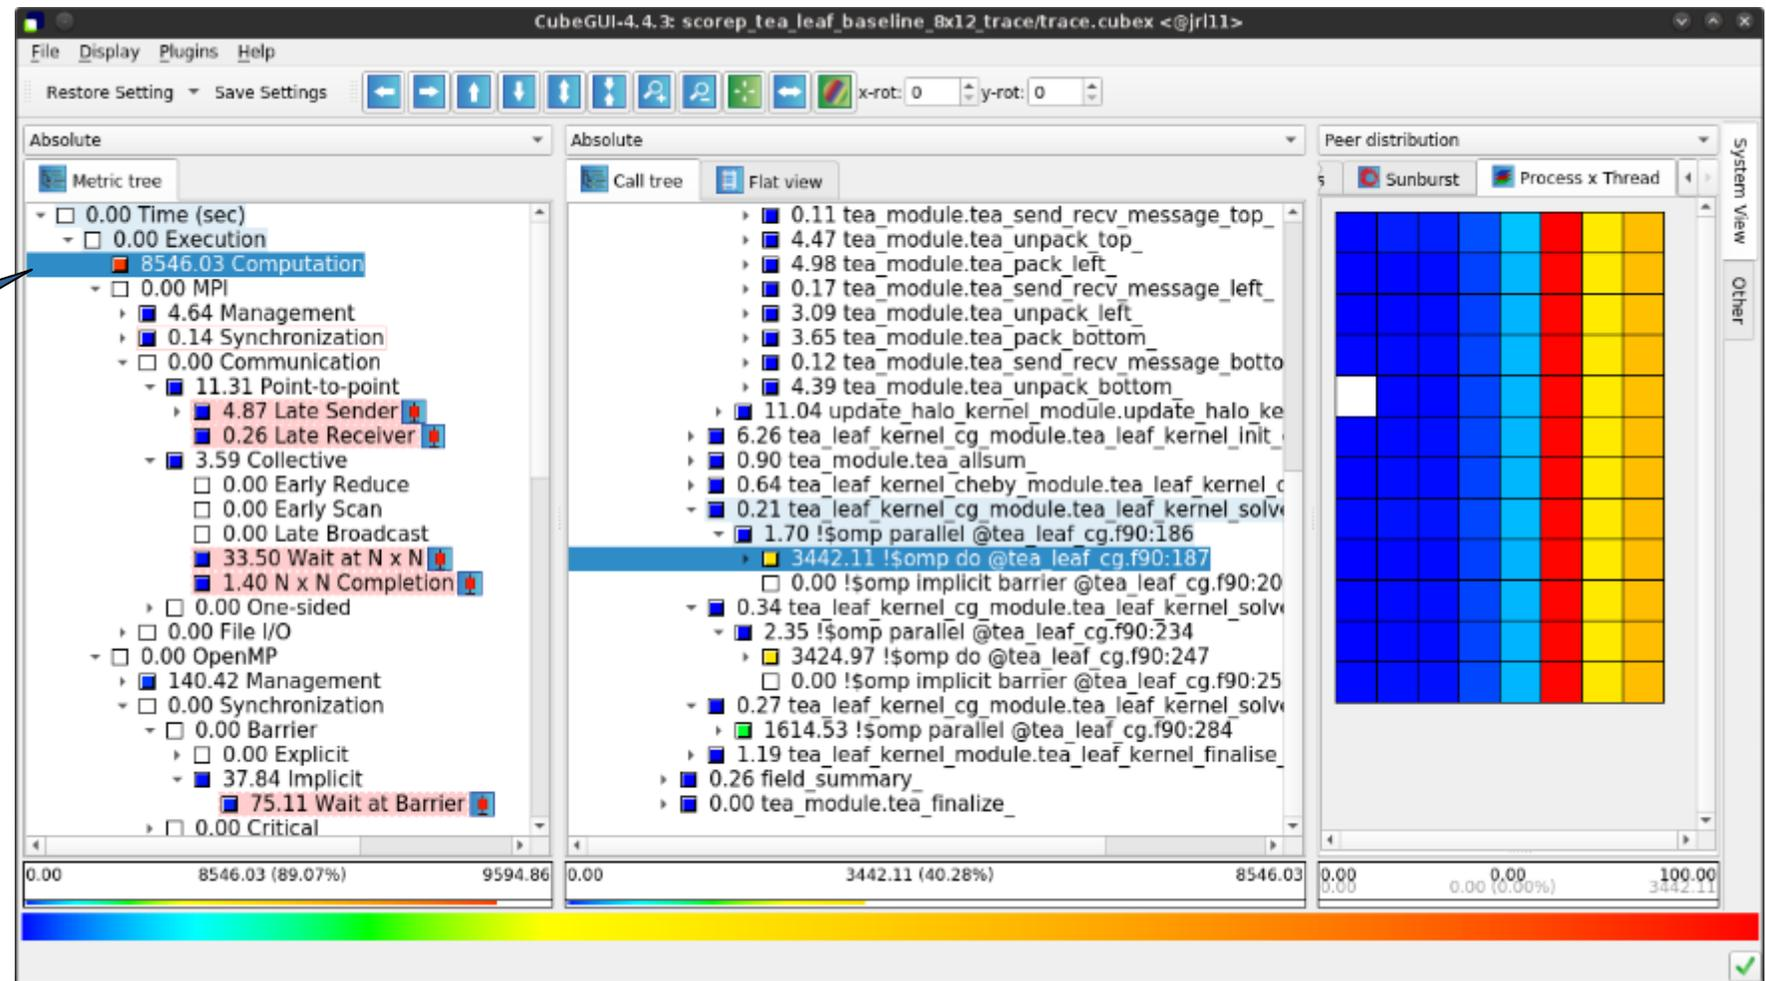 CubeGUI-4.4.3: scorep_tea_leaf_baseline_8x12_trace/trace.cubex <@jrl11>
File Display Plugins Help
Restore Setting Save Settings x-rot: 0 y-rot: 0
Absolute
Metric tree
0.00 Time (sec)
0.00 Execution
8546.03 Computation
0.00 MPI
4.64 Management
0.14 Synchronization
0.00 Communication
11.31 Point-to-point
4.87 Late Sender
0.26 Late Receiver
3.59 Collective
0.00 Early Reduce
0.00 Early Scan
0.00 Late Broadcast
33.50 Wait at N x N
1.40 N x N Completion
0.00 One-sided
0.00 File I/O
0.00 OpenMP
140.42 Management
0.00 Synchronization
0.00 Barrier
0.00 Explicit
37.84 Implicit
75.11 Wait at Barrier
0.00 Critical
0.00 8546.03 (89.07%) 9594.86
Absolute
Call tree Flat view
0.11 tea_module.tea_send_recv_message_top_
4.47 tea_module.tea_unpack_top_
4.98 tea_module.tea_pack_left_
0.17 tea_module.tea_send_recv_message_left_
3.09 tea_module.tea_unpack_left_
3.65 tea_module.tea_pack_bottom_
0.12 tea_module.tea_send_recv_message_botto
4.39 tea_module.tea_unpack_bottom_
11.04 update_halo_kernel_module.update_halo_ke
6.26 tea_leaf_kernel_cg_module.tea_leaf_kernel_init_
0.90 tea_module.tea_allsum_
0.64 tea_leaf_kernel_cheby_module.tea_leaf_kernel_c
0.21 tea_leaf_kernel_cg_module.tea_leaf_kernel_solv
1.70 !$omp parallel @tea_leaf_cg.f90:186
3442.11 !$omp do @tea_leaf_cg.f90:187
0.00 !$omp implicit barrier @tea_leaf_cg.f90:20
0.34 tea_leaf_kernel_cg_module.tea_leaf_kernel_solv
2.35 !$omp parallel @tea_leaf_cg.f90:234
3424.97 !$omp do @tea_leaf_cg.f90:247
0.00 !$omp implicit barrier @tea_leaf_cg.f90:25
0.27 tea_leaf_kernel_cg_module.tea_leaf_kernel_solv
1614.53 !$omp parallel @tea_leaf_cg.f90:284
1.19 tea_leaf_kernel_module.tea_leaf_kernel_finalise_
0.26 field_summary_
0.00 tea_module.tea_finalize_
0.00 3442.11 (40.28%) 8546.03
Peer distribution
s Sunburst Process x Thread
0.00 0.00 100.00
0.00 0.00 (0.00%) 3442.11
System View
Other